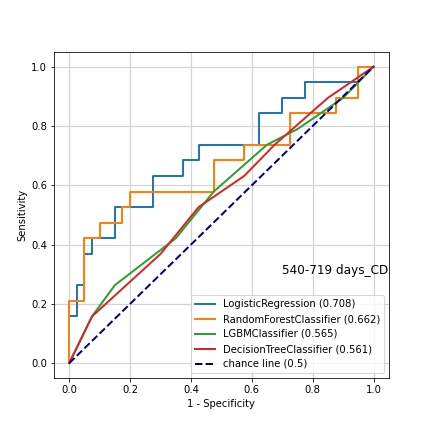 1.0
0.8
0.6
0.4
0.2
0.0
Sensitivity
540-719 days_CD
LogisticRegression (0.708)
RandomForestClassifier (0.662)
LGBMClassifier (0.565)
DecisionTreeClassifier (0.561)
chance line (0.5)
0.0 0.2 0.4 0.6 0.8 1.0
1 - Specificity